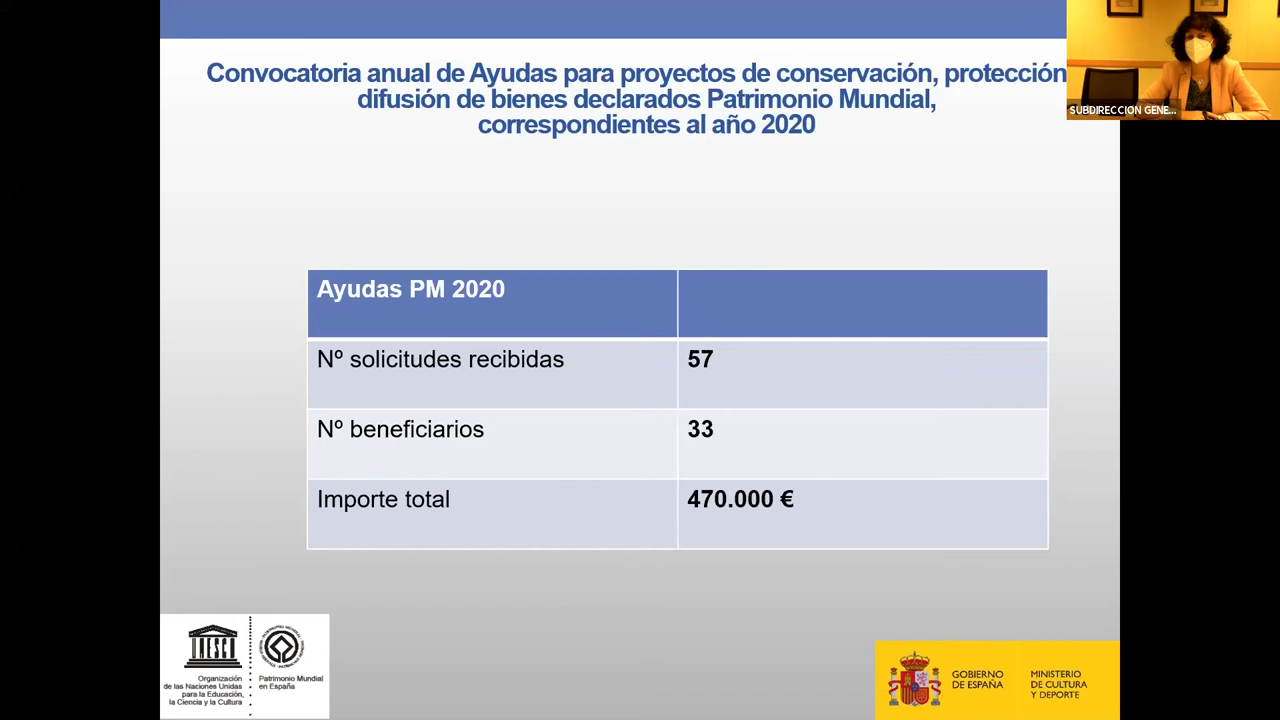 Convocatoria anual de Ayudas para proyectos de conservación, protección
difusión de bienes declarados Patrimonio Mundial,
correspondientes al año 2020
SUBDIRECCION GENE...
Ayudas PM 2020
Nº solicitudes recibidas 57
Nº beneficiarios 33
Importe total 470.000 €
UNESCO
Organización
de las Naciones Unidas
para la Educación,
la Ciencia y la Cultura
Patrimonio Mundial
en España
GOBIERNO
DE ESPAÑA
MINISTERIO
DE CULTURA
Y DEPORTE